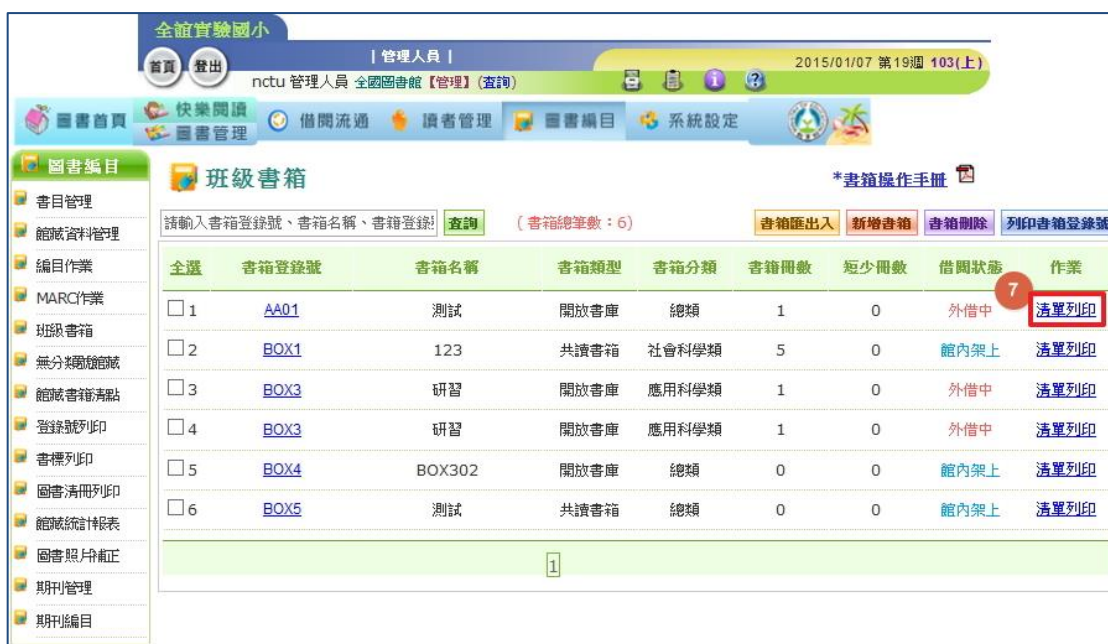 全誼實驗國小
首頁 登出 | 管理人員 | 2015/01/07 第19週 103(上)
nctu 管理人員 全國圖書館【管理】(查詢)
圖書首頁 快樂閱讀 圖書管理 借閱流通 讀者管理 圖書編目 系統設定
圖書編目
書目管理
館藏資料管理
編目作業
MARC作業
班級書箱
無分類號館藏
館藏書籍清點
登錄號列印
書標列印
圖書清冊列印
館藏統計報表
圖書照片補正
期刊管理
期刊編目
班級書箱 *書箱操作手冊
請輸入書箱登錄號、書箱名稱、書籍登錄號 查詢 (書箱總筆數：6) 書箱匯出入 新增書箱 書箱刪除 列印書箱登錄號
全選 書箱登錄號 書箱名稱 書箱類型 書箱分類 書籍冊數 短少冊數 借閱狀態 作業
7
1 AA01 測試 開放書庫 總類 1 0 外借中 清單列印
2 BOX1 123 共讀書箱 社會科學類 5 0 館內架上 清單列印
3 BOX3 研習 開放書庫 應用科學類 1 0 外借中 清單列印
4 BOX3 研習 開放書庫 應用科學類 1 0 外借中 清單列印
5 BOX4 BOX302 開放書庫 總類 0 0 館內架上 清單列印
6 BOX5 測試 共讀書箱 總類 0 0 館內架上 清單列印
1